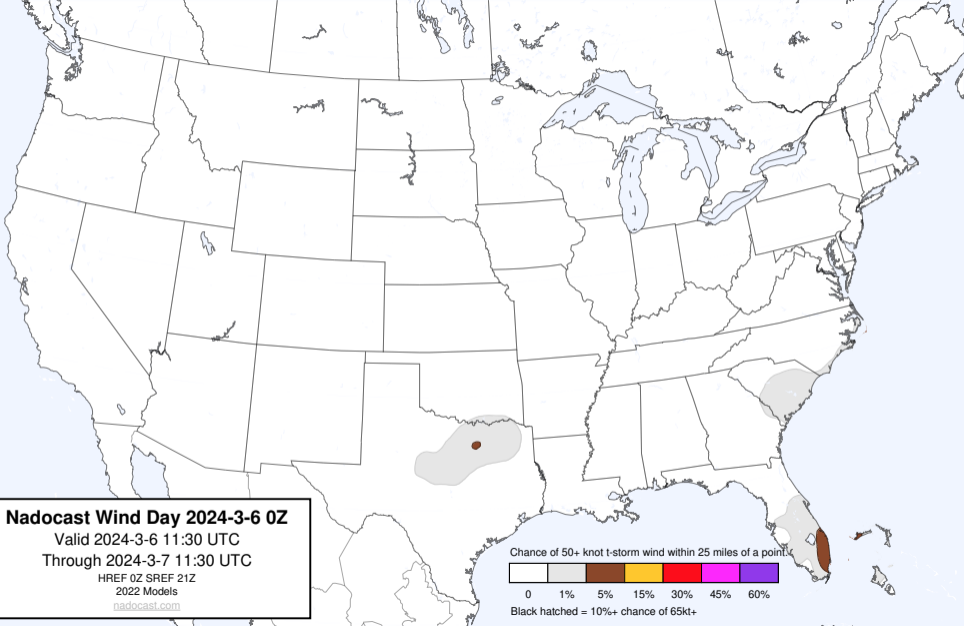 Nadocast Wind Day 2024-3-6 0Z
Valid 2024-3-6 11:30 UTC
Through 2024-3-7 11:30 UTC
HREF 0Z SREF 21Z
2022 Models
nadocast.com
Chance of 50+ knot t-storm wind within 25 miles of a point.
0 1% 5% 15% 30% 45% 60%
Black hatched = 10%+ chance of 65kt+